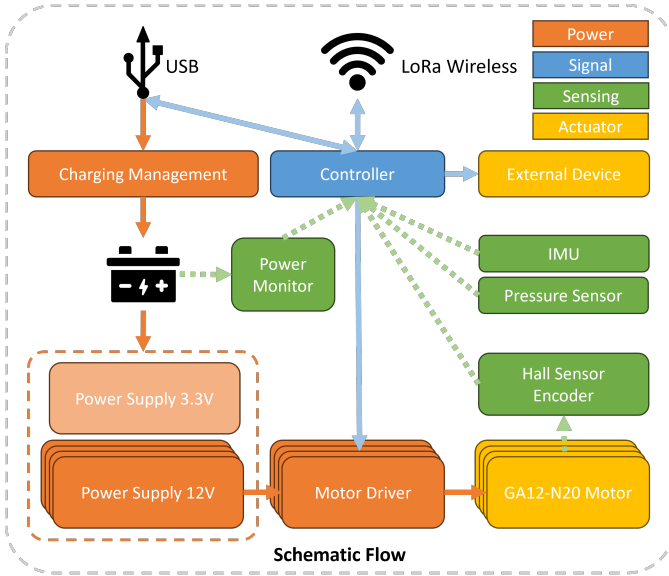 USB
LoRa Wireless
Power
Signal
Sensing
Actuator
Charging Management
Controller
External Device
Power
Monitor
IMU
Pressure Sensor
Hall Sensor
Encoder
Power Supply 3.3V
Power Supply 12V
Motor Driver
GA12-N20 Motor
Schematic Flow